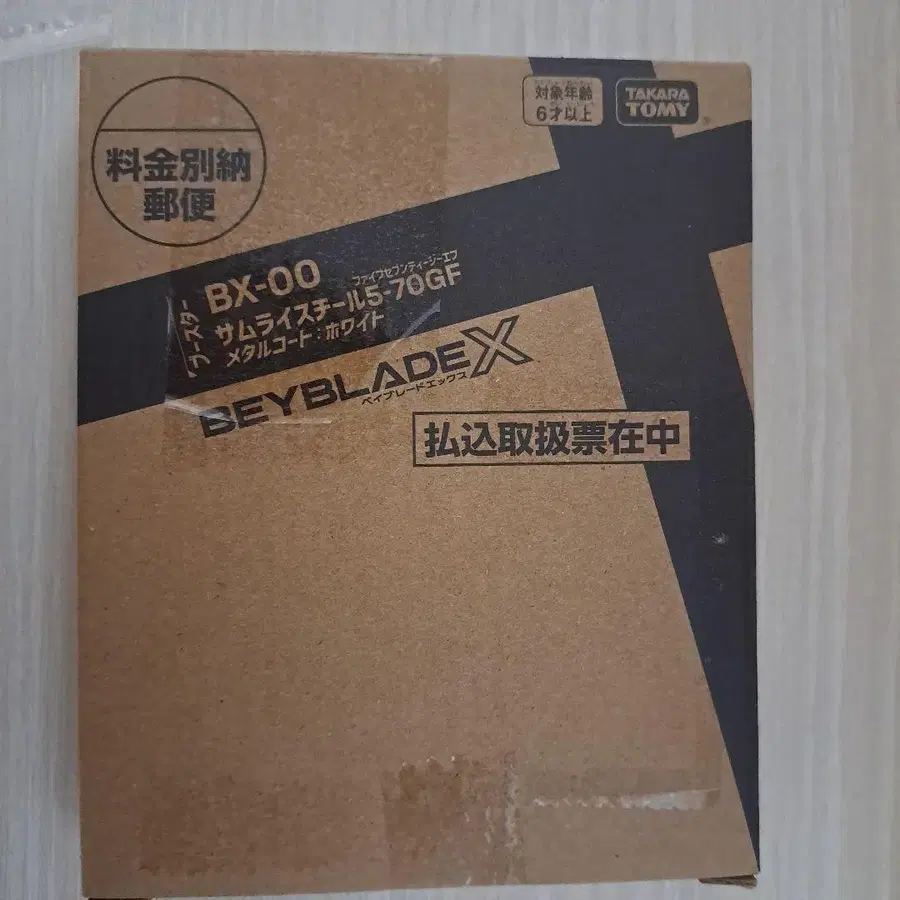 料金別納
郵便
対象年齢
6才以上
TAKARA
TOMY
ブースター
BX-00
ファイブセブンティージーエフ
サムライスチール5-70GF
メタルコート:ホワイト
BEYBLADE X
ベイブレードエックス
払込取扱票在中